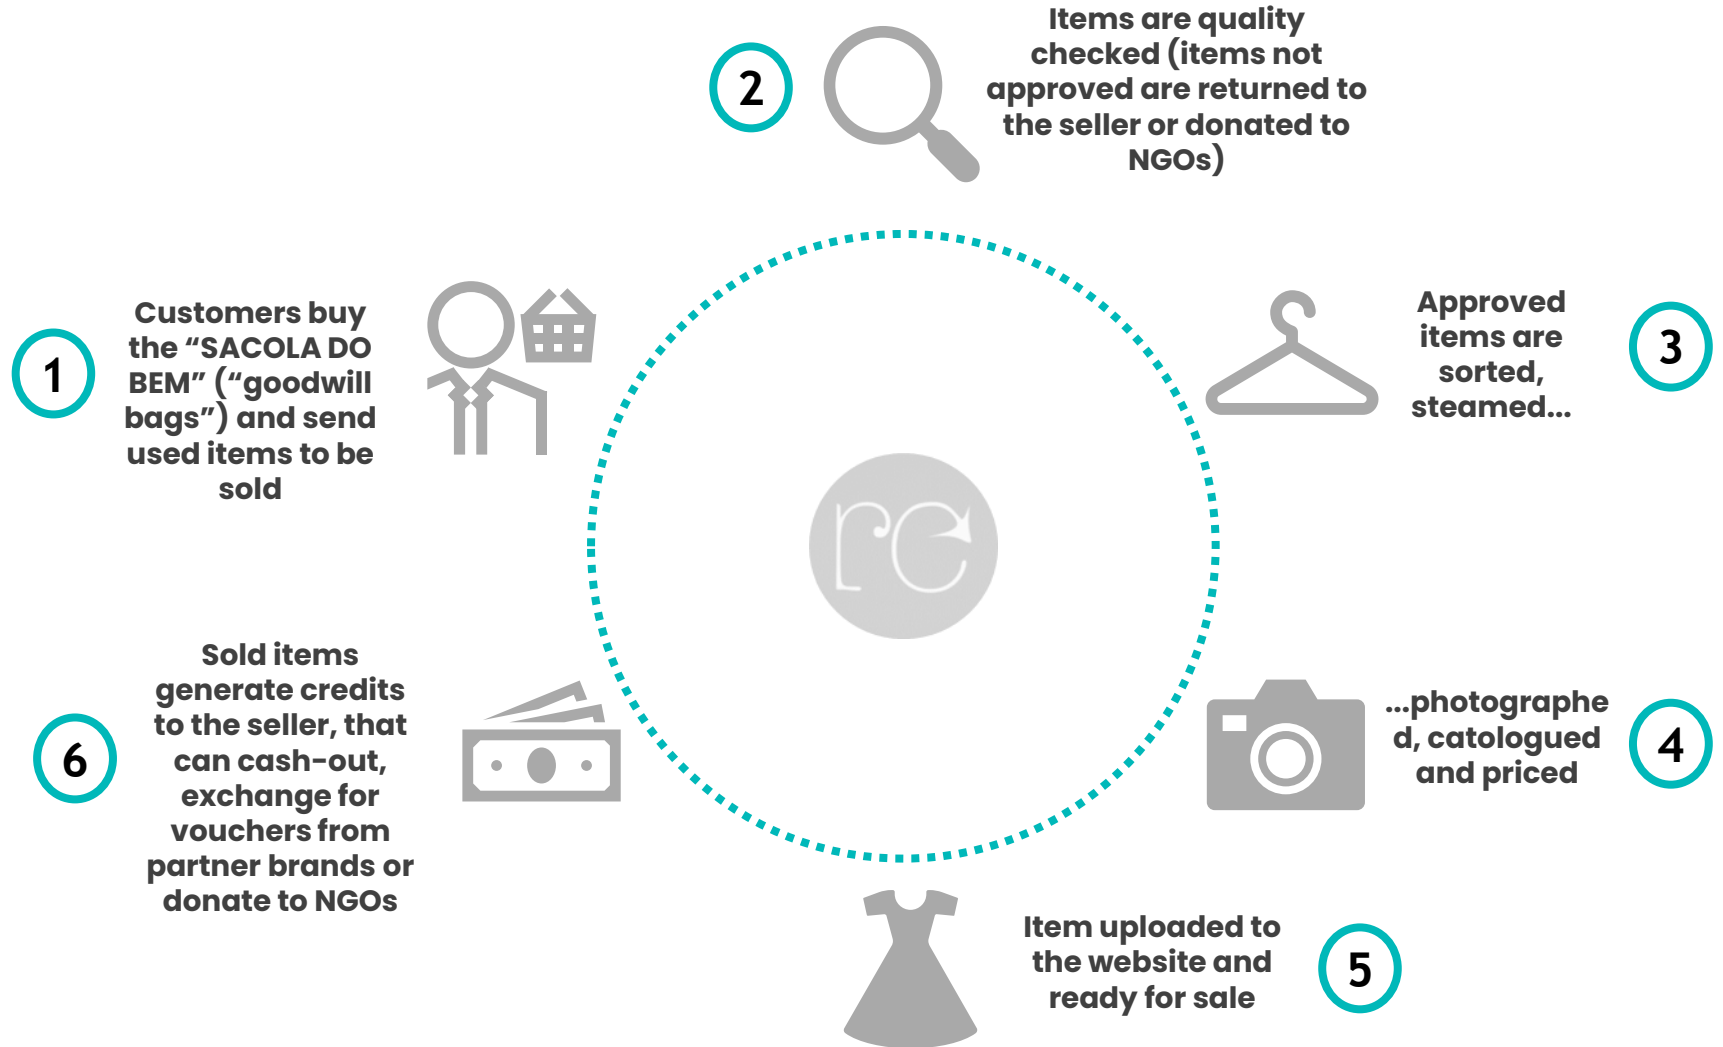 1
Customers buy
the “SACOLA DO
BEM” (“goodwill
bags”) and send
used items to be
sold
2
Items are quality
checked (items not
approved are returned to
the seller or donated to
NGOs)
3
Approved
items are
sorted,
steamed...
4
...photographe
d, catologued
and priced
5
Item uploaded to
the website and
ready for sale
6
Sold items
generate credits
to the seller, that
can cash-out,
exchange for
vouchers from
partner brands or
donate to NGOs
rc